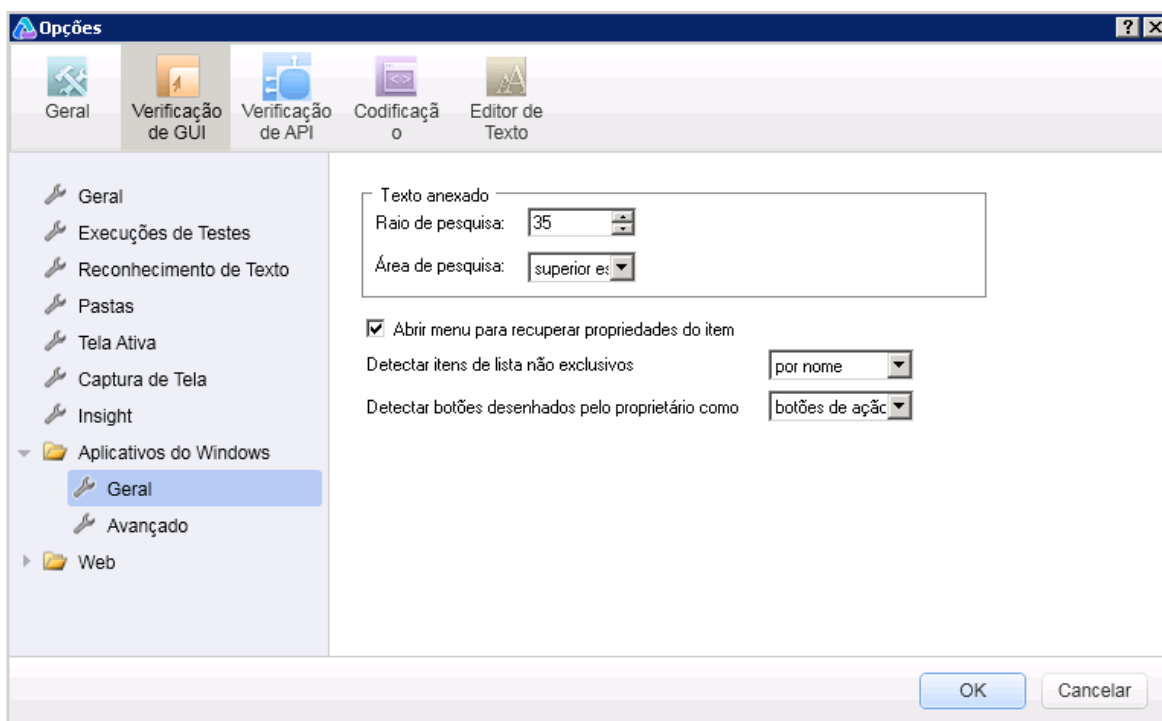 Opções
Geral
Verificação
de GUI
Verificação
de API
Codificaçã
o
Editor de
Texto
Geral
Execuções de Testes
Reconhecimento de Texto
Pastas
Tela Ativa
Captura de Tela
Insight
Aplicativos do Windows
Geral
Avançado
Web
Texto anexado
Raio de pesquisa: 35
Área de pesquisa: superior es
Abrir menu para recuperar propriedades do item
Detectar itens de lista não exclusivos por nome
Detectar botões desenhados pelo proprietário como botões de ação
OK Cancelar